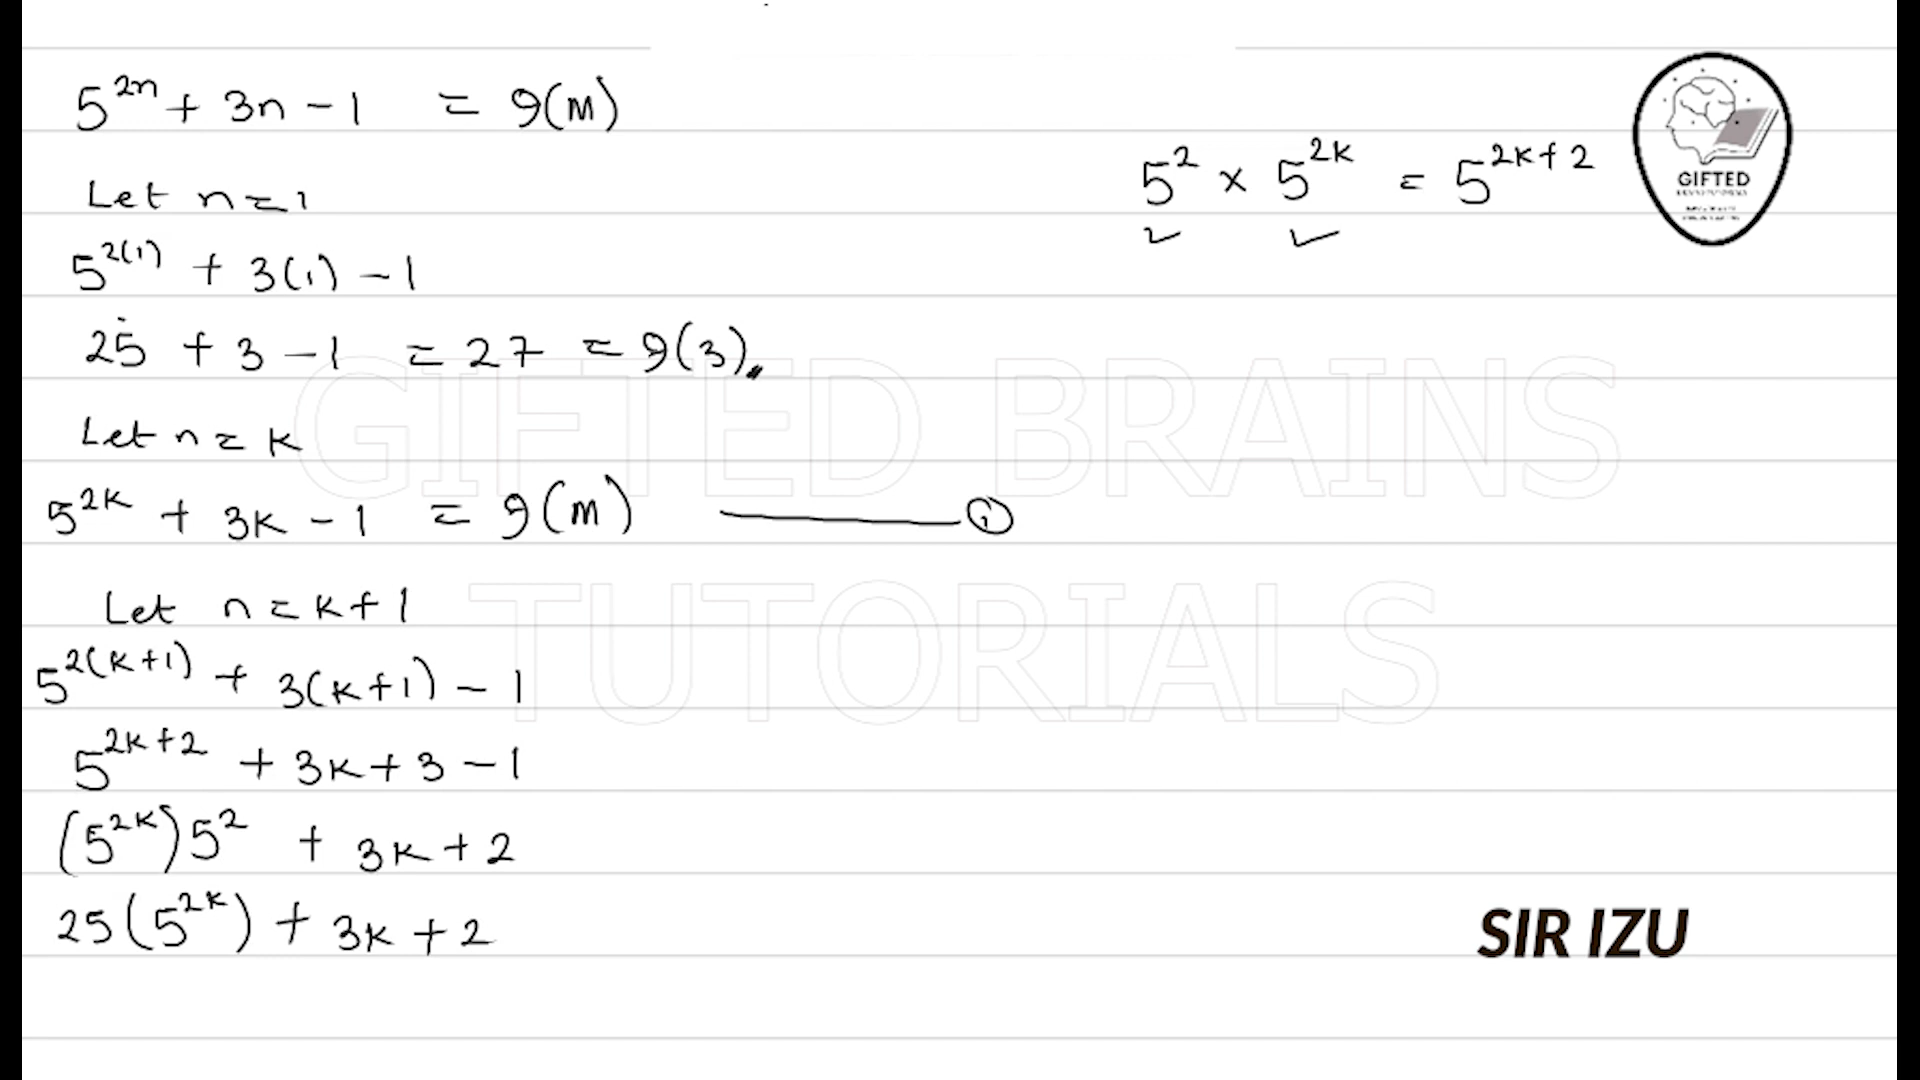 5^{2n} + 3n - 1 = 9(m)
Let n = 1
5^{2(1)} + 3(1) - 1
25 + 3 - 1 = 27 = 9(3).
Let n = k
5^{2k} + 3k - 1 = 9(m) ——— ①
Let n = k + 1
5^{2(k+1)} + 3(k+1) - 1
5^{2k+2} + 3k + 3 - 1
(5^{2k})5^2 + 3k + 2
25(5^{2k}) + 3k + 2
5^2 × 5^{2k} = 5^{2k+2}
✓ ✓
GIFTED
GIFTED BRAINS
TUTORIALS
SIR IZU